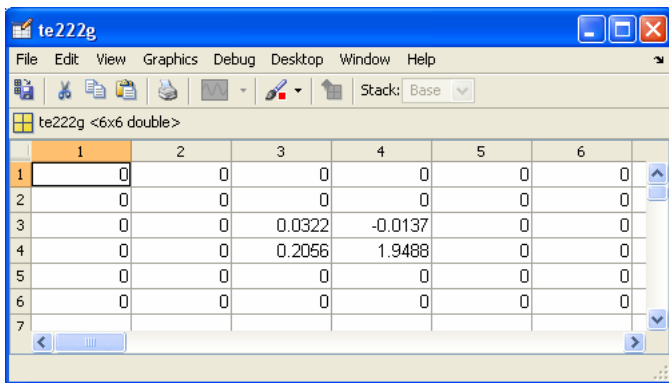 te222g
File Edit View Graphics Debug Desktop Window Help
Stack: Base
te222g <6x6 double>
1 2 3 4 5 6
1 0 0 0 0 0 0
2 0 0 0 0 0 0
3 0 0 0.0322 -0.0137 0 0
4 0 0 0.2056 1.9488 0 0
5 0 0 0 0 0 0
6 0 0 0 0 0 0
7